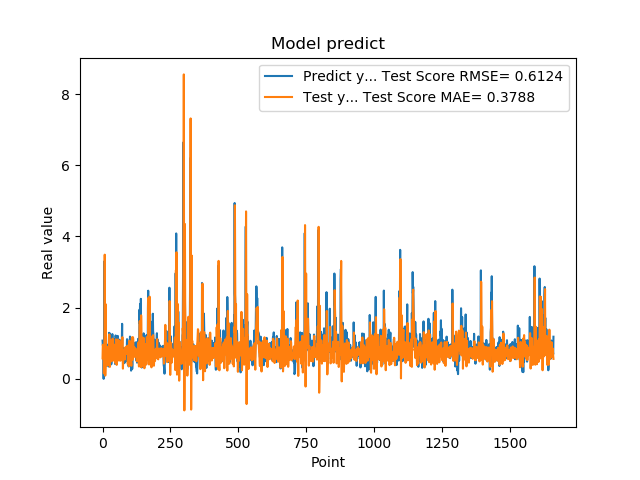 Model predict
Predict y... Test Score RMSE= 0.6124
Test y... Test Score MAE= 0.3788
Real value
8
6
4
2
0
0 250 500 750 1000 1250 1500
Point